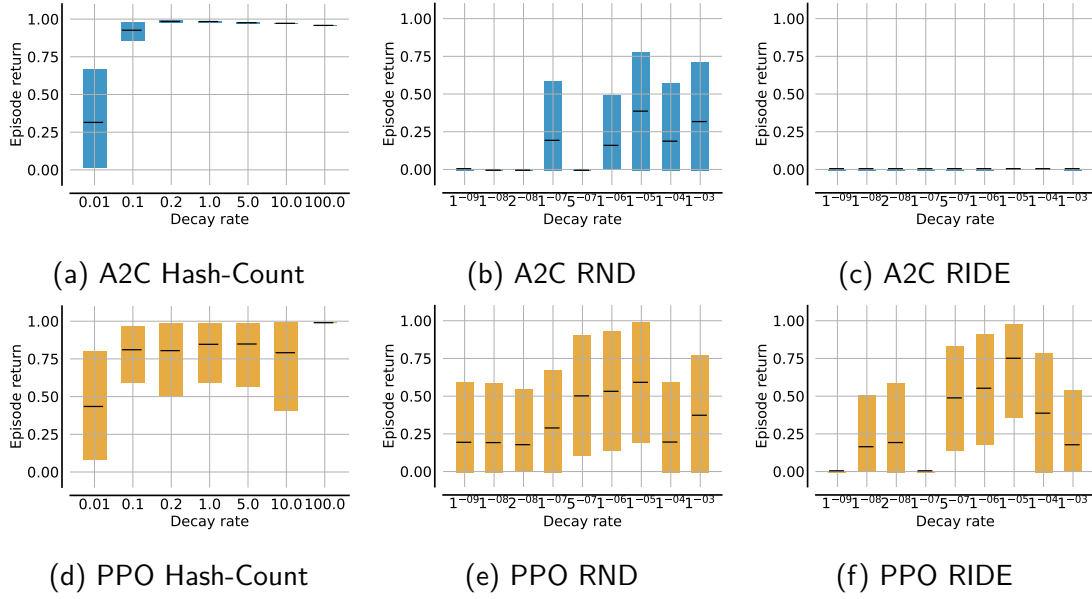 1.00
0.75
0.50
0.25
0.00
Episode return
0.01 0.1 0.2 1.0 5.0 10.0 100.0
Decay rate
(a) A2C Hash-Count
1.00
0.75
0.50
0.25
0.00
Episode return
1⁻⁰⁹ 1⁻⁰⁸ 2⁻⁰⁸ 1⁻⁰⁷ 5⁻⁰⁷ 1⁻⁰⁶ 1⁻⁰⁵ 1⁻⁰⁴ 1⁻⁰³
Decay rate
(b) A2C RND
1.00
0.75
0.50
0.25
0.00
Episode return
1⁻⁰⁹ 1⁻⁰⁸ 2⁻⁰⁸ 1⁻⁰⁷ 5⁻⁰⁷ 1⁻⁰⁶ 1⁻⁰⁵ 1⁻⁰⁴ 1⁻⁰³
Decay rate
(c) A2C RIDE
1.00
0.75
0.50
0.25
0.00
Episode return
0.01 0.1 0.2 1.0 5.0 10.0 100.0
Decay rate
(d) PPO Hash-Count
1.00
0.75
0.50
0.25
0.00
Episode return
1⁻⁰⁹ 1⁻⁰⁸ 2⁻⁰⁸ 1⁻⁰⁷ 5⁻⁰⁷ 1⁻⁰⁶ 1⁻⁰⁵ 1⁻⁰⁴ 1⁻⁰³
Decay rate
(e) PPO RND
1.00
0.75
0.50
0.25
0.00
Episode return
1⁻⁰⁹ 1⁻⁰⁸ 2⁻⁰⁸ 1⁻⁰⁷ 5⁻⁰⁷ 1⁻⁰⁶ 1⁻⁰⁵ 1⁻⁰⁴ 1⁻⁰³
Decay rate
(f) PPO RIDE